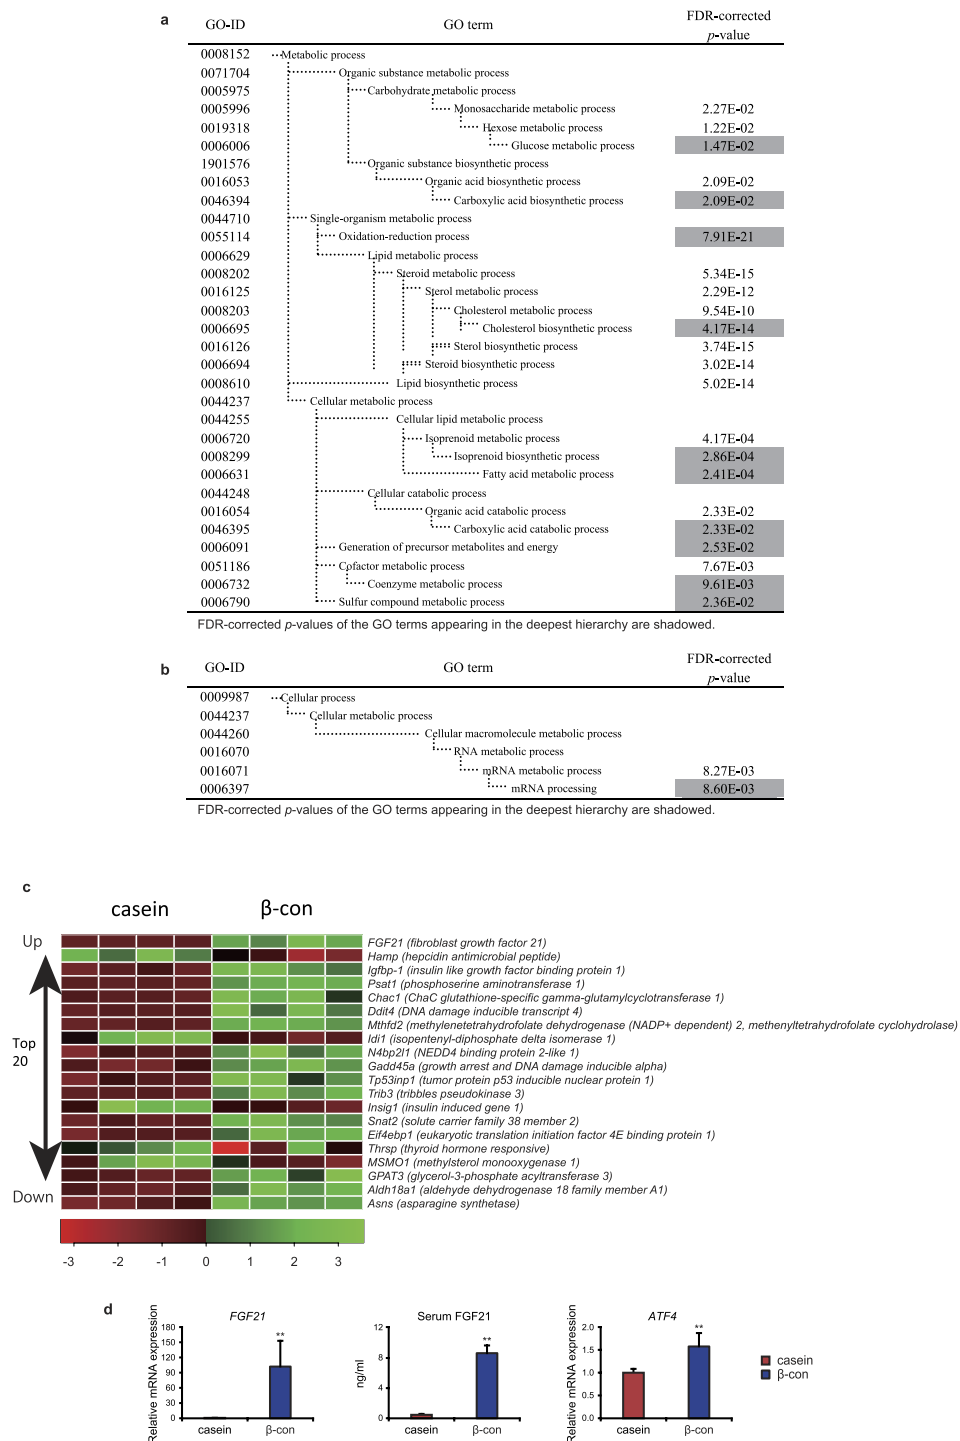 a
GO-ID GO term FDR-corrected p-value
0008152 Metabolic process
0071704 Organic substance metabolic process
0005975 Carbohydrate metabolic process
0005996 Monosaccharide metabolic process 2.27E-02
0019318 Hexose metabolic process 1.22E-02
0006006 Glucose metabolic process 1.47E-02
1901576 Organic substance biosynthetic process
0016053 Organic acid biosynthetic process 2.09E-02
0046394 Carboxylic acid biosynthetic process 2.09E-02
0044710 Single-organism metabolic process
0055114 Oxidation-reduction process 7.91E-21
0006629 Lipid metabolic process
0008202 Steroid metabolic process 5.34E-15
0016125 Sterol metabolic process 2.29E-12
0008203 Cholesterol metabolic process 9.54E-10
0006695 Cholesterol biosynthetic process 4.17E-14
0016126 Sterol biosynthetic process 3.74E-15
0006694 Steroid biosynthetic process 3.02E-14
0008610 Lipid biosynthetic process 5.02E-14
0044237 Cellular metabolic process
0044255 Cellular lipid metabolic process
0006720 Isoprenoid metabolic process 4.17E-04
0008299 Isoprenoid biosynthetic process 2.86E-04
0006631 Fatty acid metabolic process 2.41E-04
0044248 Cellular catabolic process
0016054 Organic acid catabolic process 2.33E-02
0046395 Carboxylic acid catabolic process 2.33E-02
0006091 Generation of precursor metabolites and energy 2.53E-02
0051186 Cofactor metabolic process 7.67E-03
0006732 Coenzyme metabolic process 9.61E-03
0006790 Sulfur compound metabolic process 2.36E-02
FDR-corrected p-values of the GO terms appearing in the deepest hierarchy are shadowed.
b
GO-ID GO term FDR-corrected p-value
0009987 Cellular process
0044237 Cellular metabolic process
0044260 Cellular macromolecule metabolic process
0016070 RNA metabolic process
0016071 mRNA metabolic process 8.27E-03
0006397 mRNA processing 8.60E-03
FDR-corrected p-values of the GO terms appearing in the deepest hierarchy are shadowed.
c
casein β-con
Up
Top 20
Down
FGF21 (fibroblast growth factor 21)
Hamp (hepcidin antimicrobial peptide)
Igfbp-1 (insulin like growth factor binding protein 1)
Psat1 (phosphoserine aminotransferase 1)
Chac1 (ChaC glutathione-specific gamma-glutamylcyclotransferase 1)
Ddit4 (DNA damage inducible transcript 4)
Mthfd2 (methylenetetrahydrofolate dehydrogenase (NADP+ dependent) 2, methenyltetrahydrofolate cyclohydrolase)
Idi1 (isopentenyl-diphosphate delta isomerase 1)
N4bp2l1 (NEDD4 binding protein 2-like 1)
Gadd45a (growth arrest and DNA damage inducible alpha)
Tp53inp1 (tumor protein p53 inducible nuclear protein 1)
Trib3 (tribbles pseudokinase 3)
Insig1 (insulin induced gene 1)
Snat2 (solute carrier family 38 member 2)
Eif4ebp1 (eukaryotic translation initiation factor 4E binding protein 1)
Thrsp (thyroid hormone responsive)
MSMO1 (methylsterol monooxygenase 1)
GPAT3 (glycerol-3-phosphate acyltransferase 3)
Aldh18a1 (aldehyde dehydrogenase 18 family member A1)
Asns (asparagine synthetase)
-3 -2 -1 0 1 2 3
d
FGF21
Relative mRNA expression
180
150
120
90
60
30
0
**
casein β-con
Serum FGF21
ng/ml
12
8
4
0
**
casein β-con
ATF4
Relative mRNA expression
2.0
1.5
1.0
0.5
0.0
**
casein β-con
casein
β-con